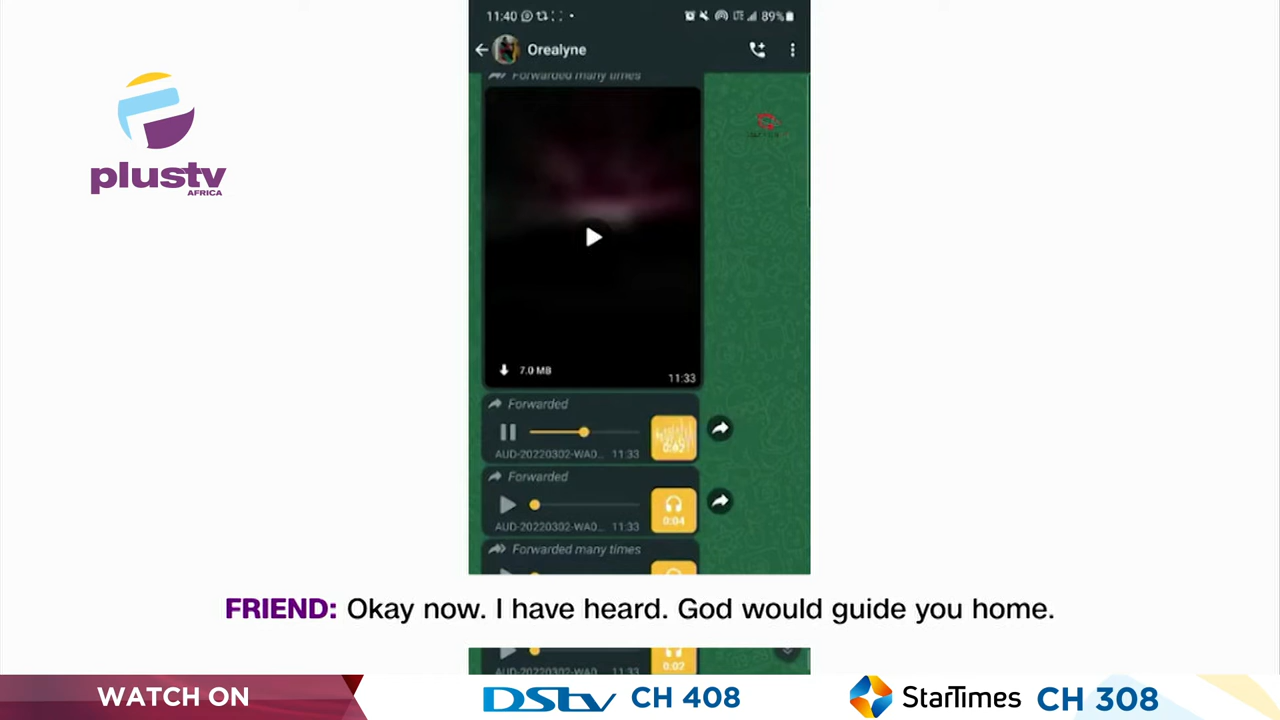 11:40
LTE 89%
Orealyne
plustv
AFRICA
Forwarded many times
7.0 MB
11:33
Forwarded
AUD-20220302-WA0...
11:33
Forwarded
0:04
AUD-20220302-WA0...
11:33
Forwarded many times
FRIEND: Okay now. I have heard. God would guide you home.
0:02
AUD-20220302-WA0...
11:33
WATCH ON
DStv CH 408
StarTimes CH 308